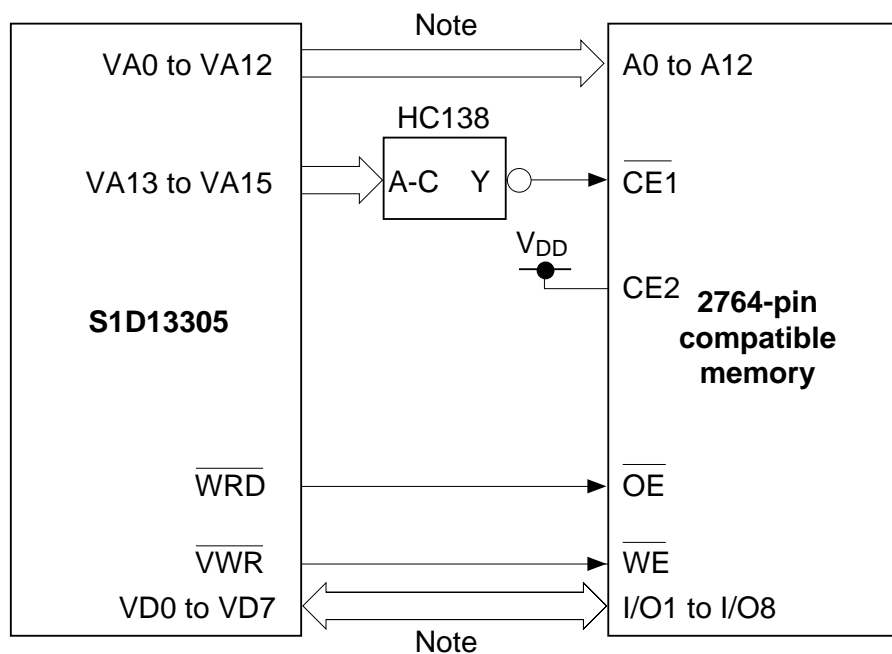 Note
VA0 to VA12
A0 to A12
HC138
VA13 to VA15
A-C Y
CE1
VDD
CE2
S1D13305
2764-pin
compatible
memory
WRD
OE
VWR
WE
VD0 to VD7
I/O1 to I/O8
Note